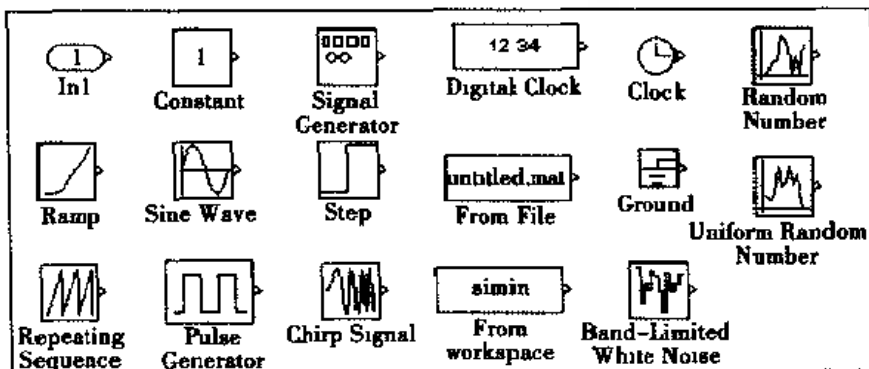 1
In1
1
Constant
Signal
Generator
12 34
Digital Clock
Clock
Random
Number
Ramp
Sine Wave
Step
untitled.mat
From File
Ground
Uniform Random
Number
Repeating
Sequence
Pulse
Generator
Chirp Signal
simin
From
workspace
Band-Limited
White Noise